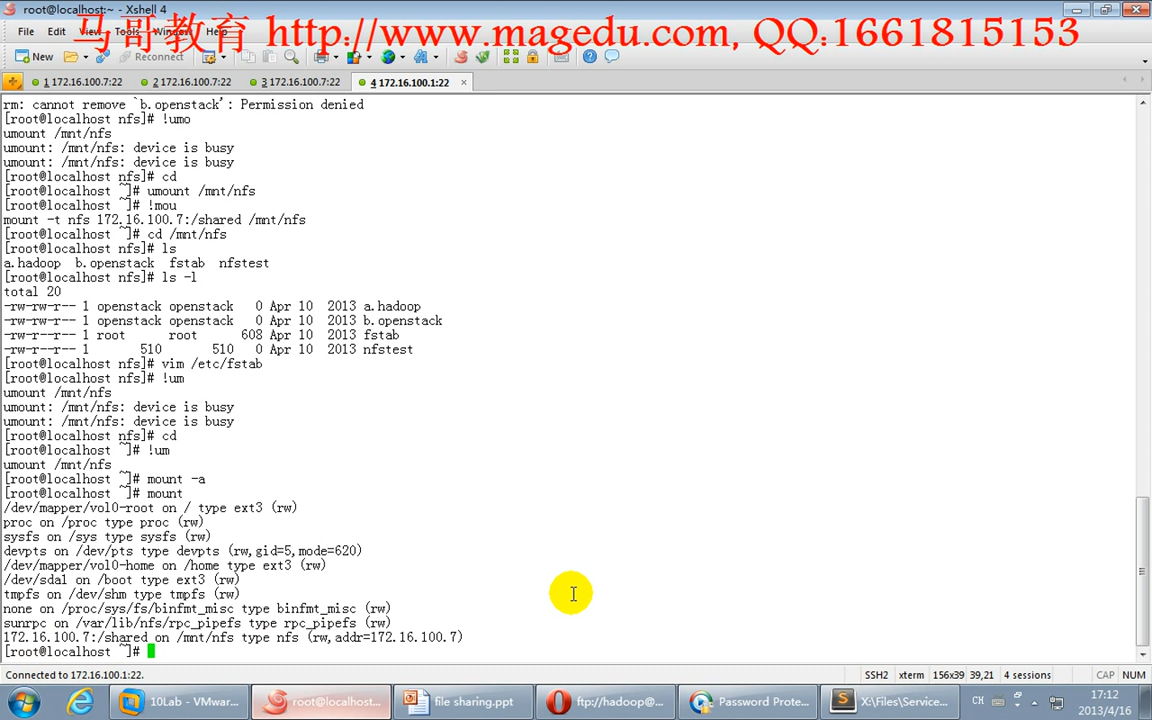 root@localhost:~ - Xshell 4
File Edit View Tools Window Help
马哥教育 http://www.magedu.com, QQ:1661815153
New Reconnect
1 172.16.100.7:22 2 172.16.100.7:22 3 172.16.100.7:22 4 172.16.100.1:22
rm: cannot remove `b.openstack': Permission denied
[root@localhost nfs]# !umo
umount /mnt/nfs
umount: /mnt/nfs: device is busy
umount: /mnt/nfs: device is busy
[root@localhost nfs]# cd
[root@localhost ~]# umount /mnt/nfs
[root@localhost ~]# !mou
mount -t nfs 172.16.100.7:/shared /mnt/nfs
[root@localhost ~]# cd /mnt/nfs
[root@localhost nfs]# ls
a.hadoop b.openstack fstab nfstest
[root@localhost nfs]# ls -l
total 20
-rw-rw-r-- 1 openstack openstack 0 Apr 10 2013 a.hadoop
-rw-rw-r-- 1 openstack openstack 0 Apr 10 2013 b.openstack
-rw-r--r-- 1 root root 608 Apr 10 2013 fstab
-rw-rw-r-- 1 510 510 0 Apr 10 2013 nfstest
[root@localhost nfs]# vim /etc/fstab
[root@localhost nfs]# !um
umount /mnt/nfs
umount: /mnt/nfs: device is busy
umount: /mnt/nfs: device is busy
[root@localhost nfs]# cd
[root@localhost ~]# !um
umount /mnt/nfs
[root@localhost ~]# mount -a
[root@localhost ~]# mount
/dev/mapper/vol0-root on / type ext3 (rw)
proc on /proc type proc (rw)
sysfs on /sys type sysfs (rw)
devpts on /dev/pts type devpts (rw,gid=5,mode=620)
/dev/mapper/vol0-home on /home type ext3 (rw)
/dev/sda1 on /boot type ext3 (rw)
tmpfs on /dev/shm type tmpfs (rw)
none on /proc/sys/fs/binfmt_misc type binfmt_misc (rw)
sunrpc on /var/lib/nfs/rpc_pipefs type rpc_pipefs (rw)
172.16.100.7:/shared on /mnt/nfs type nfs (rw,addr=172.16.100.7)
[root@localhost ~]#
Connected to 172.16.100.1:22. SSH2 xterm 156x39 39,21 4 sessions CAP NUM
10Lab - VMware... root@localhost:... file sharing.ppt ... ftp://hadoop@... Password Prote... X:\Files\Service... CH 17:12
2013/4/16